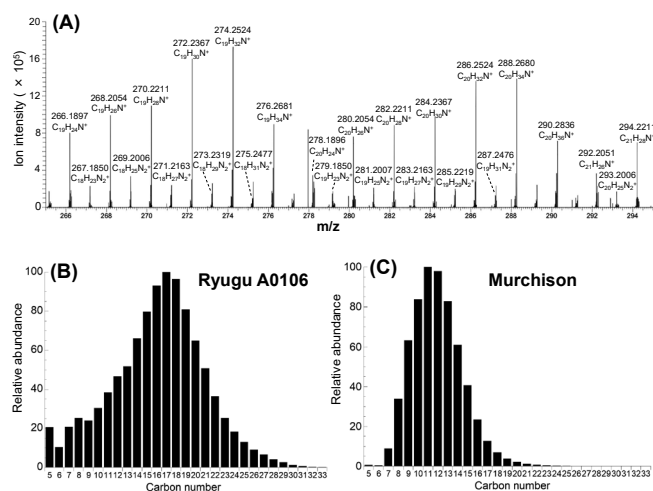 (A)
Ion intensity ( × 10⁵)
20
16
12
8
4
0
266.1897
C₁₉H₂₄N⁺
267.1850
C₁₈H₂₃N₂⁺
268.2054
C₁₉H₂₆N⁺
269.2006
C₁₈H₂₅N₂⁺
270.2211
C₁₉H₂₈N⁺
271.2163
C₁₈H₂₇N₂⁺
272.2367
C₁₉H₃₀N⁺
273.2319
C₁₈H₂₉N₂⁺
274.2524
C₁₉H₃₂N⁺
275.2477
C₁₈H₃₁N₂⁺
276.2681
C₁₉H₃₄N⁺
278.1896
C₂₀H₂₄N⁺
279.1850
C₁₉H₂₃N₂⁺
280.2054
C₂₀H₂₆N⁺
281.2007
C₁₉H₂₅N₂⁺
282.2211
C₂₀H₂₈N⁺
283.2163
C₁₉H₂₇N₂⁺
284.2367
C₂₀H₃₀N⁺
285.2219
C₁₉H₂₉N₂⁺
286.2524
C₂₀H₃₂N⁺
287.2476
C₁₉H₃₁N₂⁺
288.2680
C₂₀H₃₄N⁺
290.2836
C₂₀H₃₆N⁺
292.2051
C₂₁H₂₆N⁺
293.2006
C₂₀H₂₅N₂⁺
294.2211
C₂₁H₂₈N⁺
266 268 270 272 274 276 278 280 282 284 286 288 290 292 294
m/z
(B)
Ryugu A0106
Relative abundance
100
80
60
40
20
0
5 6 7 8 9 10 11 12 13 14 15 16 17 18 19 20 21 22 23 24 25 26 27 28 29 30 31 32 33
Carbon number
(C)
Murchison
Relative abundance
100
80
60
40
20
0
5 6 7 8 9 10 11 12 13 14 15 16 17 18 19 20 21 22 23 24 25 26 27 28 29 30 31 32 33
Carbon number